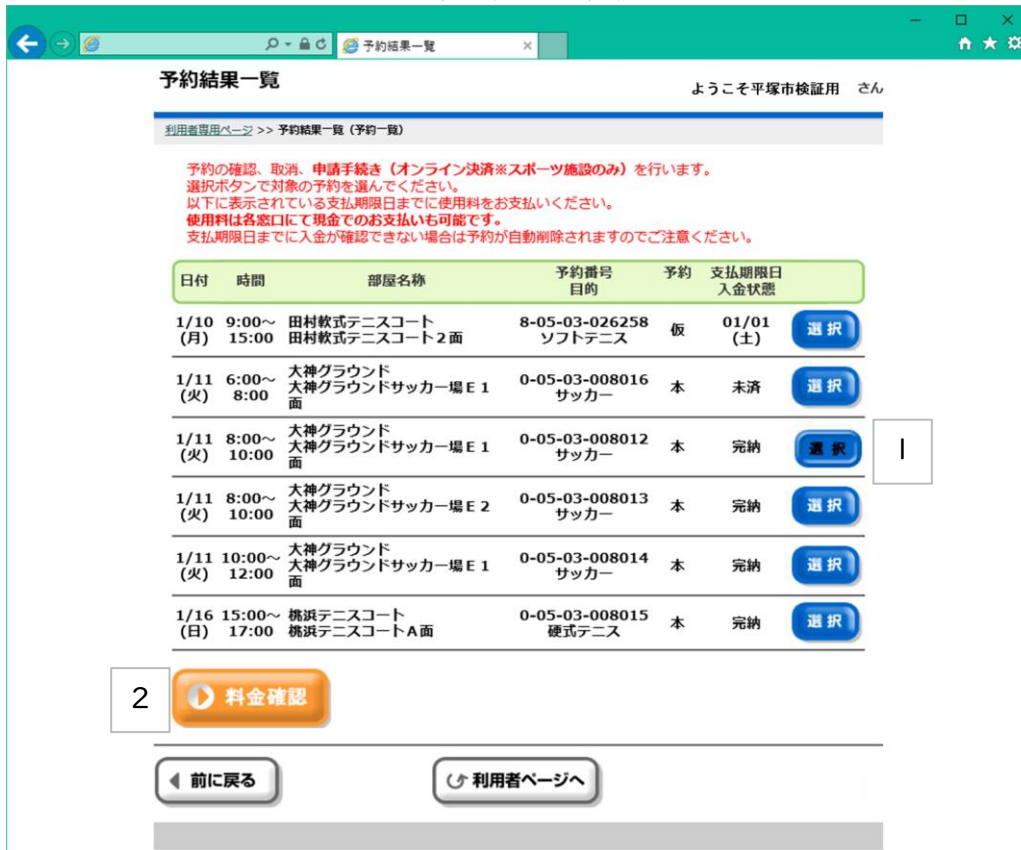 予約結果一覧
予約結果一覧
ようこそ平塚市検証用 さん
利用者専用ページ >> 予約結果一覧（予約一覧）
予約の確認、取消、申請手続き（オンライン決済※スポーツ施設のみ）を行います。
選択ボタンで対象の予約を選んでください。
以下に表示されている支払期限日までに使用料をお支払いください。
使用料は各窓口にて現金でのお支払いも可能です。
支払期限日までに入金が確認できない場合は予約が自動削除されますのでご注意ください。
日付 時間 部屋名称 予約番号 予約 支払期限日
目的 入金状態
1/10 9:00～ 田村軟式テニスコート 8-05-03-026258 仮 01/01 選択
(月) 15:00 田村軟式テニスコート２面 ソフトテニス (土)
1/11 6:00～ 大神グラウンド 0-05-03-008016 本 未済 選択
(火) 8:00 大神グラウンドサッカー場Ｅ１ サッカー
面
1/11 8:00～ 大神グラウンド 0-05-03-008012 本 完納 選択 1
(火) 10:00 大神グラウンドサッカー場Ｅ１ サッカー
面
1/11 8:00～ 大神グラウンド 0-05-03-008013 本 完納 選択
(火) 10:00 大神グラウンドサッカー場Ｅ２ サッカー
面
1/11 10:00～ 大神グラウンド 0-05-03-008014 本 完納 選択
(火) 12:00 大神グラウンドサッカー場Ｅ１ サッカー
面
1/16 15:00～ 桃浜テニスコート 0-05-03-008015 本 完納 選択
(日) 17:00 桃浜テニスコートＡ面 硬式テニス
2 料金確認
前に戻る 利用者ページへ